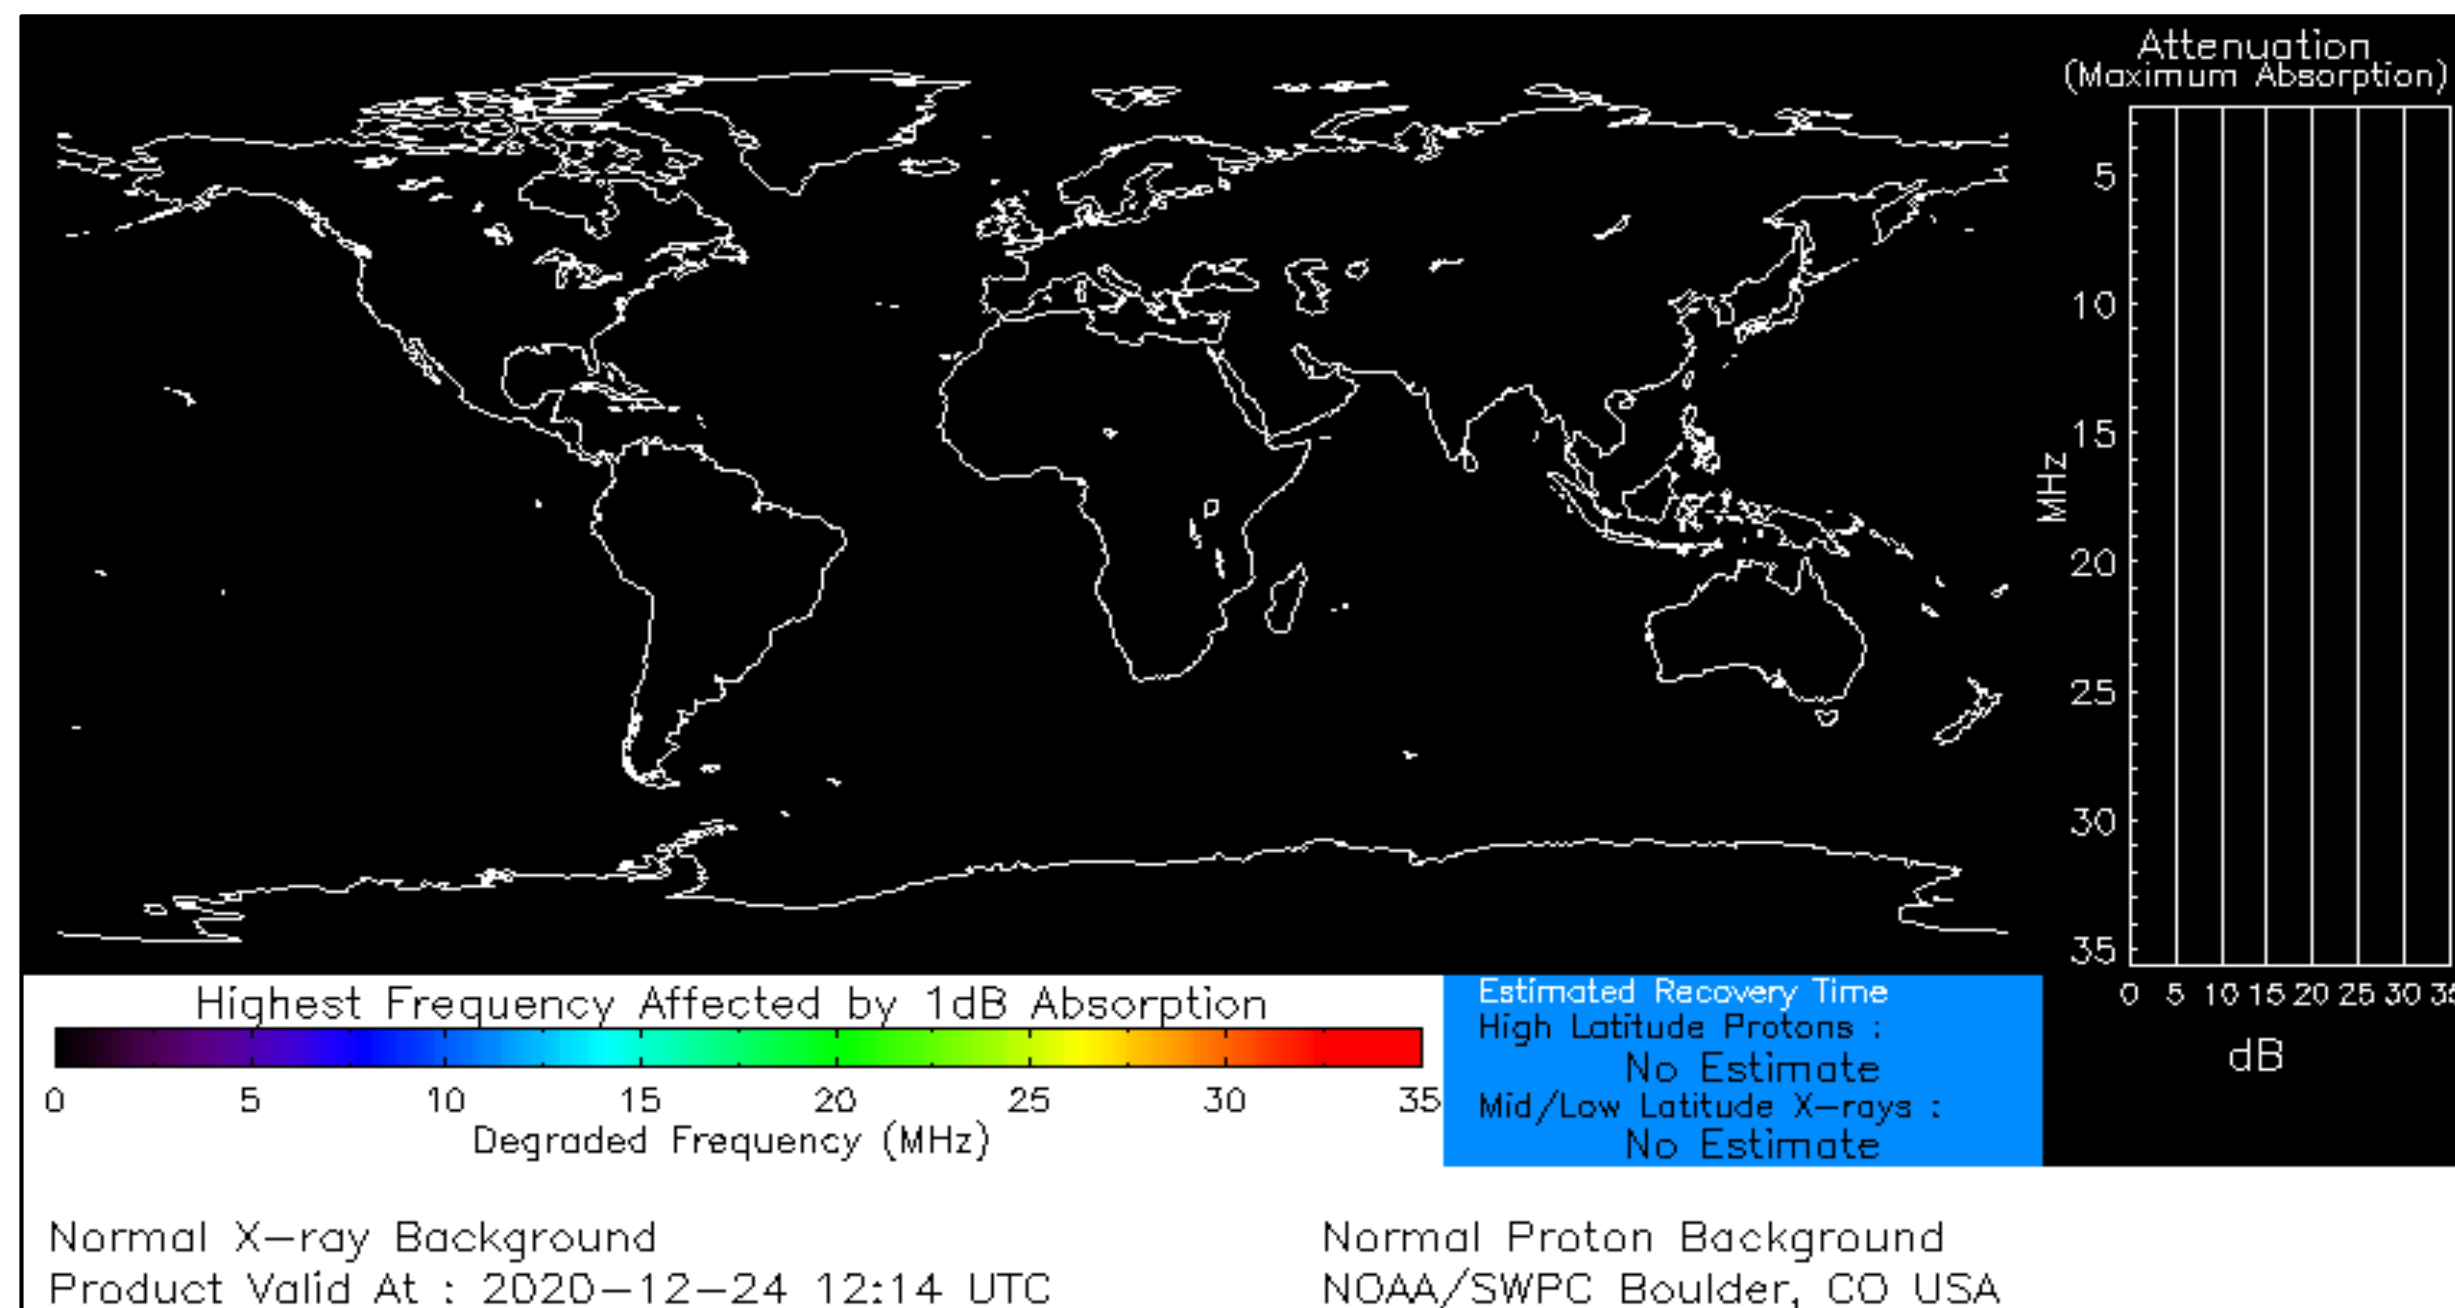 Attenuation
(Maximum Absorption)
5
10
15
20
25
30
35
MHz
0 5 10 15 20 25 30
dB
Highest Frequency Affected by 1dB Absorption
0 5 10 15 20 25 30 35
Degraded Frequency (MHz)
Estimated Recovery Time
High Latitude Protons :
No Estimate
Mid/Low Latitude X-rays :
No Estimate
Normal X-ray Background
Normal Proton Background
Product Valid At : 2020-12-24 12:14 UTC
NOAA/SWPC Boulder, CO USA